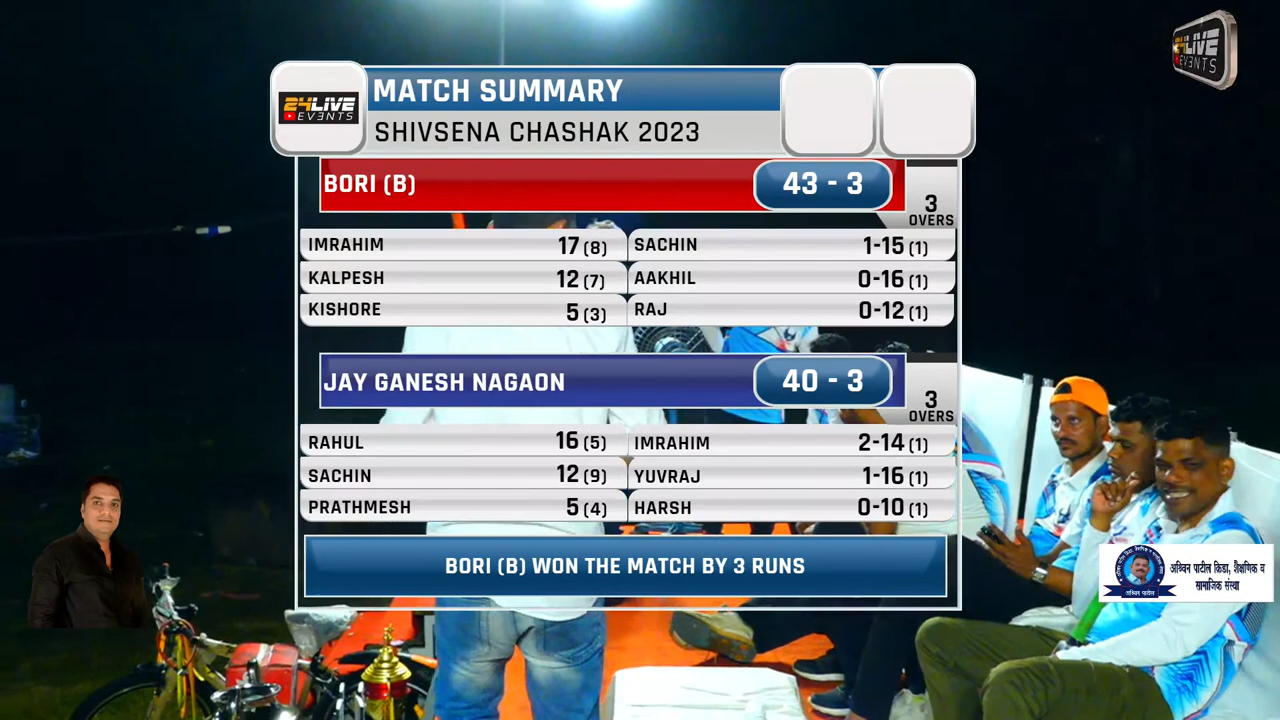 24LIVE
EVENTS
24LIVE
EV3NTS
MATCH SUMMARY
SHIVSENA CHASHAK 2023
BORI (B) 43 - 3
3
OVERS
IMRAHIM 17 (8) SACHIN 1-15 (1)
KALPESH 12 (7) AAKHIL 0-16 (1)
KISHORE 5 (3) RAJ 0-12 (1)
JAY GANESH NAGAON 40 - 3
3
OVERS
RAHUL 16 (5) IMRAHIM 2-14 (1)
SACHIN 12 (9) YUVRAJ 1-16 (1)
PRATHMESH 5 (4) HARSH 0-10 (1)
BORI (B) WON THE MATCH BY 3 RUNS
अश्विन पाटील क्रिडा, शैक्षणिक व
सामाजिक संस्था
अश्विन पाटील